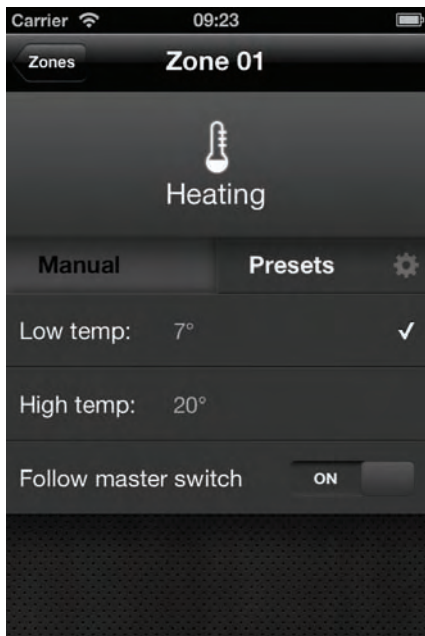 Carrier 09:23
Zones Zone 01
Heating
Manual Presets
Low temp: 7°
High temp: 20°
Follow master switch ON